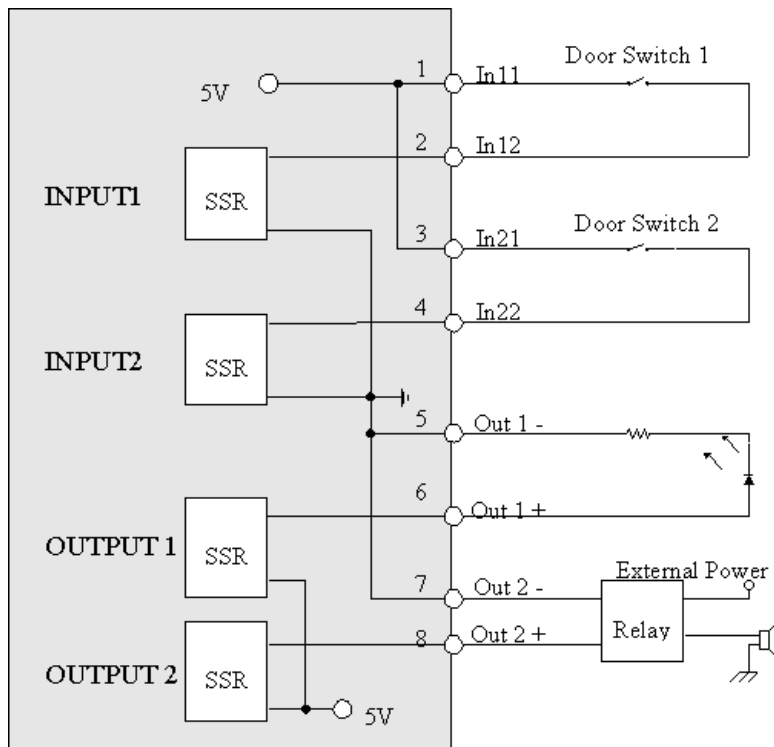 1 In11 Door Switch 1
5V
2 In12
INPUT1 SSR
3 In21 Door Switch 2
4 In22
INPUT2 SSR
5 Out 1 -
6 Out 1 +
OUTPUT 1 SSR
7 Out 2 - External Power
8 Out 2 + Relay
OUTPUT 2 SSR
5V